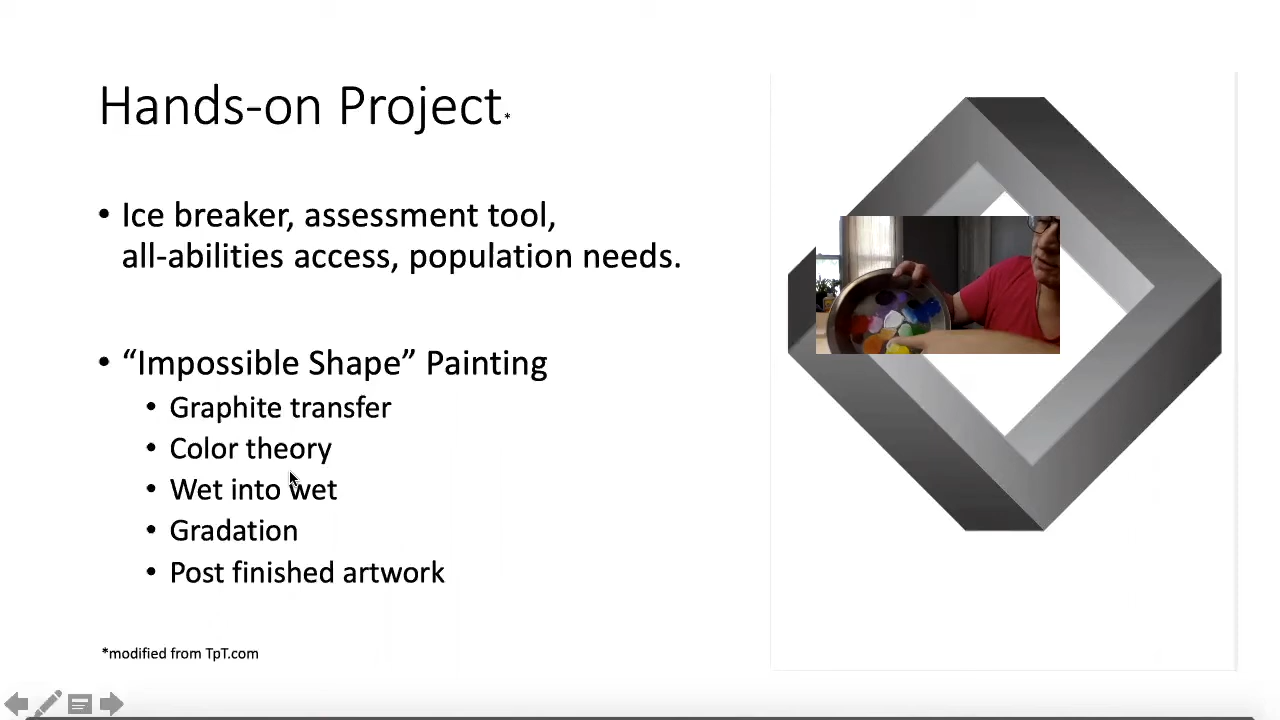 Hands-on Project*
• Ice breaker, assessment tool,
all-abilities access, population needs.
• “Impossible Shape” Painting
• Graphite transfer
• Color theory
• Wet into wet
• Gradation
• Post finished artwork
*modified from TpT.com